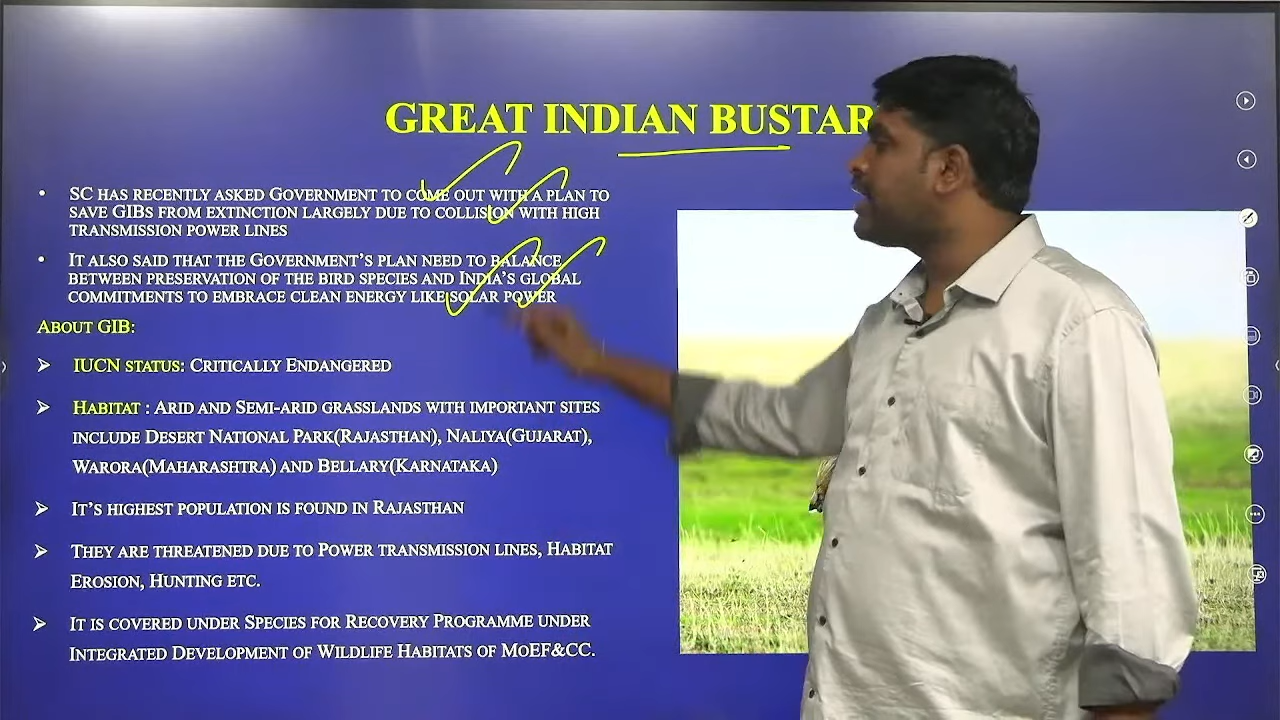 GREAT INDIAN BUSTAR
• SC HAS RECENTLY ASKED GOVERNMENT TO COME OUT WITH A PLAN TO
SAVE GIBS FROM EXTINCTION LARGELY DUE TO COLLISION WITH HIGH
TRANSMISSION POWER LINES
• IT ALSO SAID THAT THE GOVERNMENT'S PLAN NEED TO BALANCE
BETWEEN PRESERVATION OF THE BIRD SPECIES AND INDIA'S GLOBAL
COMMITMENTS TO EMBRACE CLEAN ENERGY LIKE SOLAR POWER
ABOUT GIB:
➢ IUCN STATUS: CRITICALLY ENDANGERED
➢ HABITAT : ARID AND SEMI-ARID GRASSLANDS WITH IMPORTANT SITES
INCLUDE DESERT NATIONAL PARK(RAJASTHAN), NALIYA(GUJARAT),
WARORA(MAHARASHTRA) AND BELLARY(KARNATAKA)
➢ IT'S HIGHEST POPULATION IS FOUND IN RAJASTHAN
➢ THEY ARE THREATENED DUE TO POWER TRANSMISSION LINES, HABITAT
EROSION, HUNTING ETC.
➢ IT IS COVERED UNDER SPECIES FOR RECOVERY PROGRAMME UNDER
INTEGRATED DEVELOPMENT OF WILDLIFE HABITATS OF MOEF&CC.